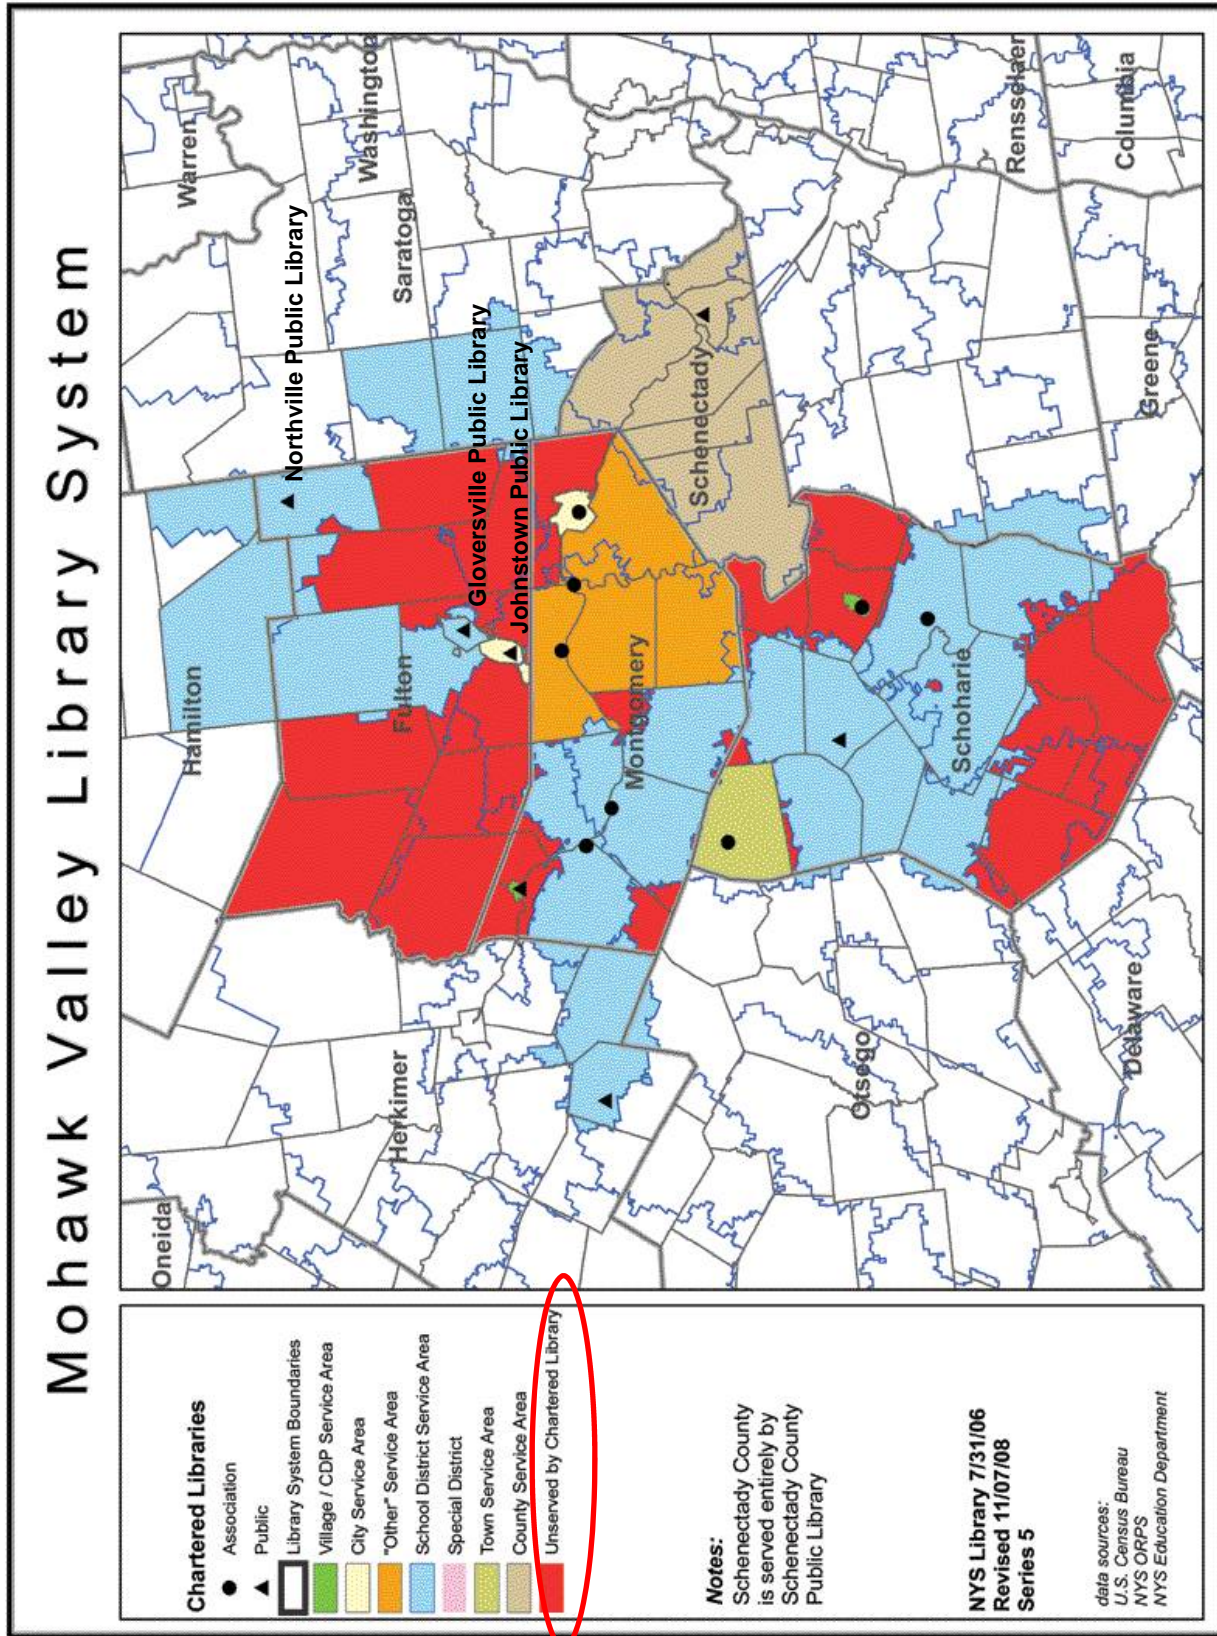 Mohawk Valley Library System
Chartered Libraries
Association
Public
Library System Boundaries
Village / CDP Service Area
City Service Area
"Other" Service Area
School District Service Area
Special District
Town Service Area
County Service Area
Unserved by Chartered Library
Notes:
Schenectady County
is served entirely by
Schenectady County
Public Library
NYS Library 7/31/06
Revised 11/07/08
Series 5
data sources:
U.S. Census Bureau
NYS ORPS
NYS Education Department
Oneida
Herkimer
Hamilton
Fulton
Northville Public Library
Warren
Washington
Saratoga
Gloversville Public Library
Johnstown Public Library
Montgomery
Schenectady
Otsego
Schoharie
Delaware
Greene
Rensselaer
Columbia